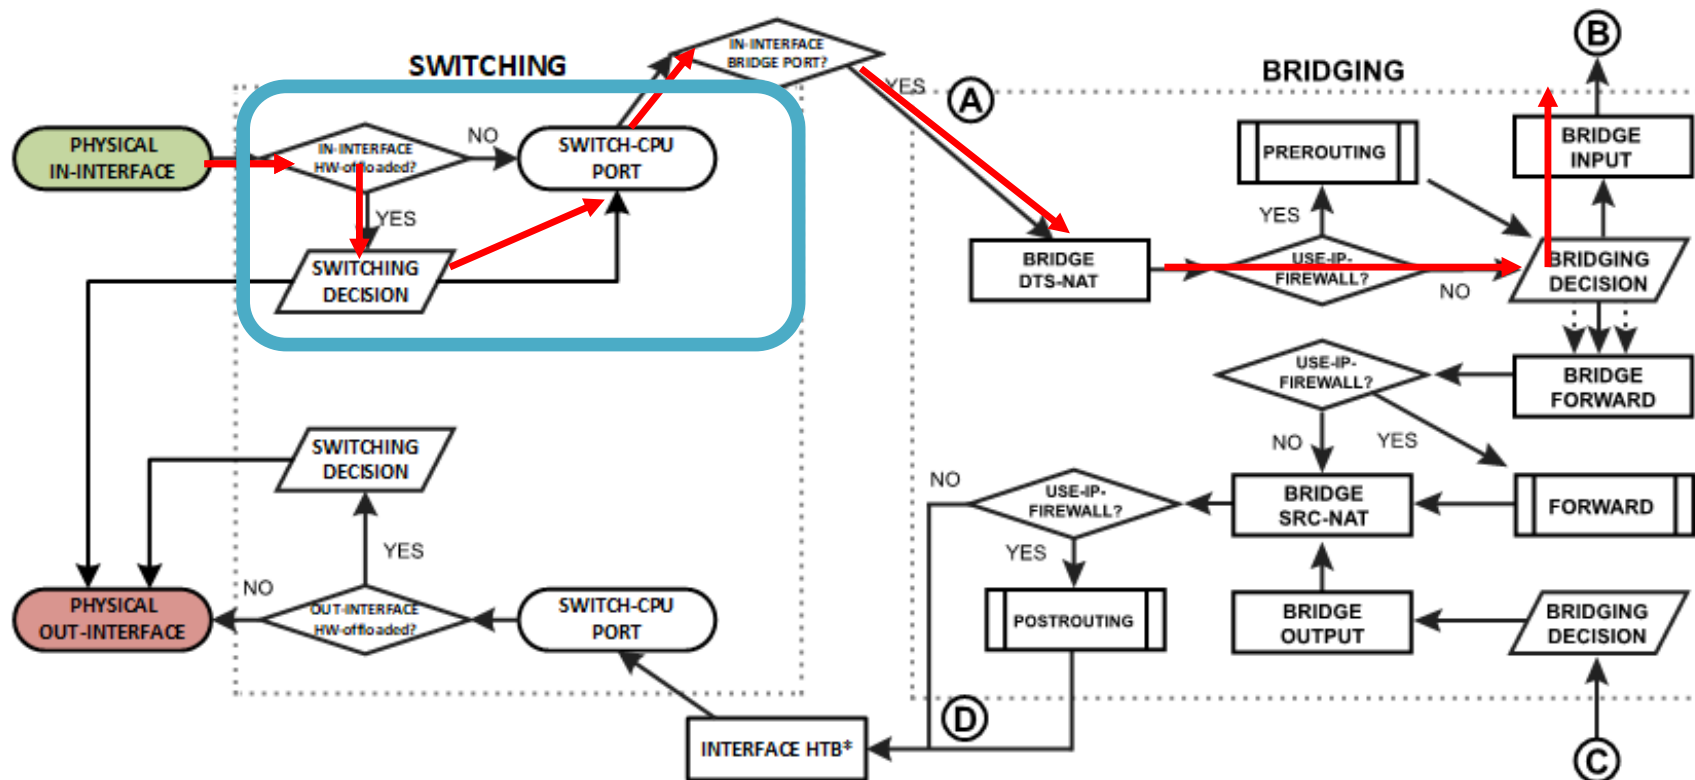 SWITCHING
IN-INTERFACE
BRIDGE PORT?
YES
BRIDGING
B
A
PHYSICAL
IN-INTERFACE
IN-INTERFACE
HW-offloaded?
NO
YES
SWITCH-CPU
PORT
SWITCHING
DECISION
PREROUTING
BRIDGE
INPUT
YES
BRIDGE
DTS-NAT
USE-IP-
FIREWALL?
NO
BRIDGING
DECISION
USE-IP-
FIREWALL?
BRIDGE
FORWARD
NO
YES
SWITCHING
DECISION
NO
USE-IP-
FIREWALL?
YES
BRIDGE
SRC-NAT
FORWARD
YES
NO
PHYSICAL
OUT-INTERFACE
OUT-INTERFACE
HW-offloaded?
SWITCH-CPU
PORT
POSTROUTING
BRIDGE
OUTPUT
BRIDGING
DECISION
D
INTERFACE HTB*
C